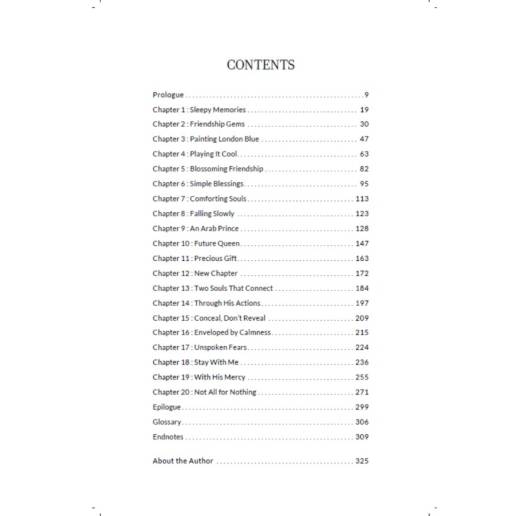 CONTENTS
Prologue . . . . . . . . . . 9
Chapter 1 : Sleepy Memories . . . . . . . . . . 19
Chapter 2 : Friendship Gems . . . . . . . . . . 30
Chapter 3 : Painting London Blue . . . . . . . . . . 47
Chapter 4 : Playing It Cool . . . . . . . . . . 63
Chapter 5 : Blossoming Friendship . . . . . . . . . . 82
Chapter 6 : Simple Blessings . . . . . . . . . . 95
Chapter 7 : Comforting Souls . . . . . . . . . . 113
Chapter 8 : Falling Slowly . . . . . . . . . . 123
Chapter 9 : An Arab Prince . . . . . . . . . . 128
Chapter 10 : Future Queen . . . . . . . . . . 147
Chapter 11 : Precious Gift . . . . . . . . . . 163
Chapter 12 : New Chapter . . . . . . . . . . 172
Chapter 13 : Two Souls That Connect . . . . . . . . . . 184
Chapter 14 : Through His Actions . . . . . . . . . . 197
Chapter 15 : Conceal, Don't Reveal . . . . . . . . . . 209
Chapter 16 : Enveloped by Calmness . . . . . . . . . . 215
Chapter 17 : Unspoken Fears . . . . . . . . . . 224
Chapter 18 : Stay With Me . . . . . . . . . . 236
Chapter 19 : With His Mercy . . . . . . . . . . 255
Chapter 20 : Not All for Nothing . . . . . . . . . . 271
Epilogue . . . . . . . . . . 299
Glossary . . . . . . . . . . 306
Endnotes . . . . . . . . . . 309
About the Author . . . . . . . . . . 325